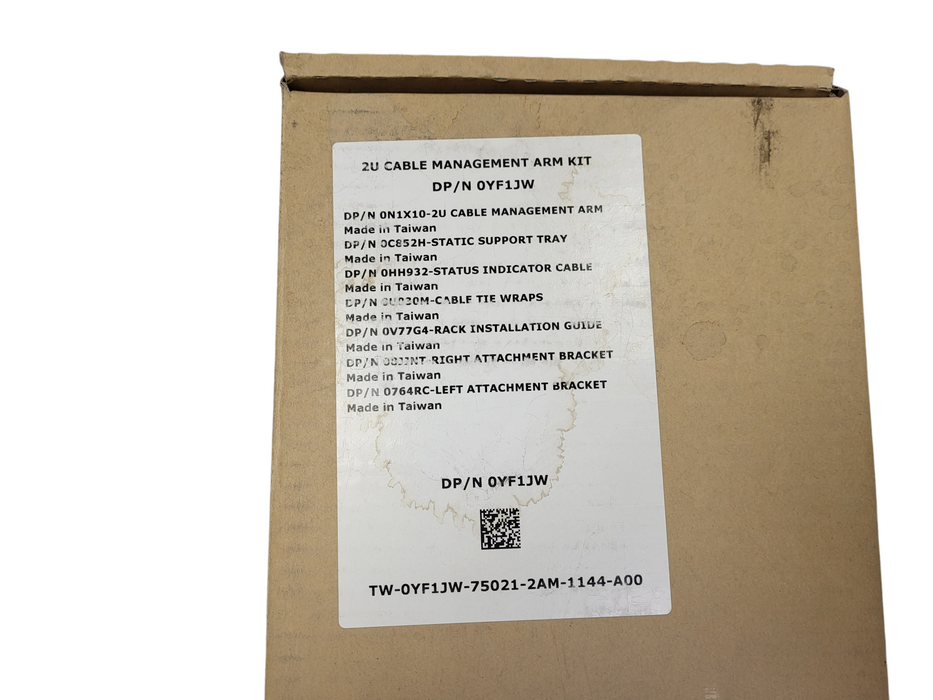 2U CABLE MANAGEMENT ARM KIT
DP/N 0YF1JW
DP/N 0N1X10-2U CABLE MANAGEMENT ARM
Made in Taiwan
DP/N 0C852H-STATIC SUPPORT TRAY
Made in Taiwan
DP/N 0HH932-STATUS INDICATOR CABLE
Made in Taiwan
DP/N CABLE TIE WRAPS
Made in Taiwan
DP/N 0V77G4-RACK INSTALLATION GUIDE
Made in Taiwan
DP/N RIGHT ATTACHMENT BRACKET
Made in Taiwan
DP/N 0764RC-LEFT ATTACHMENT BRACKET
Made in Taiwan
DP/N 0YF1JW
TW-0YF1JW-75021-2AM-1144-A00